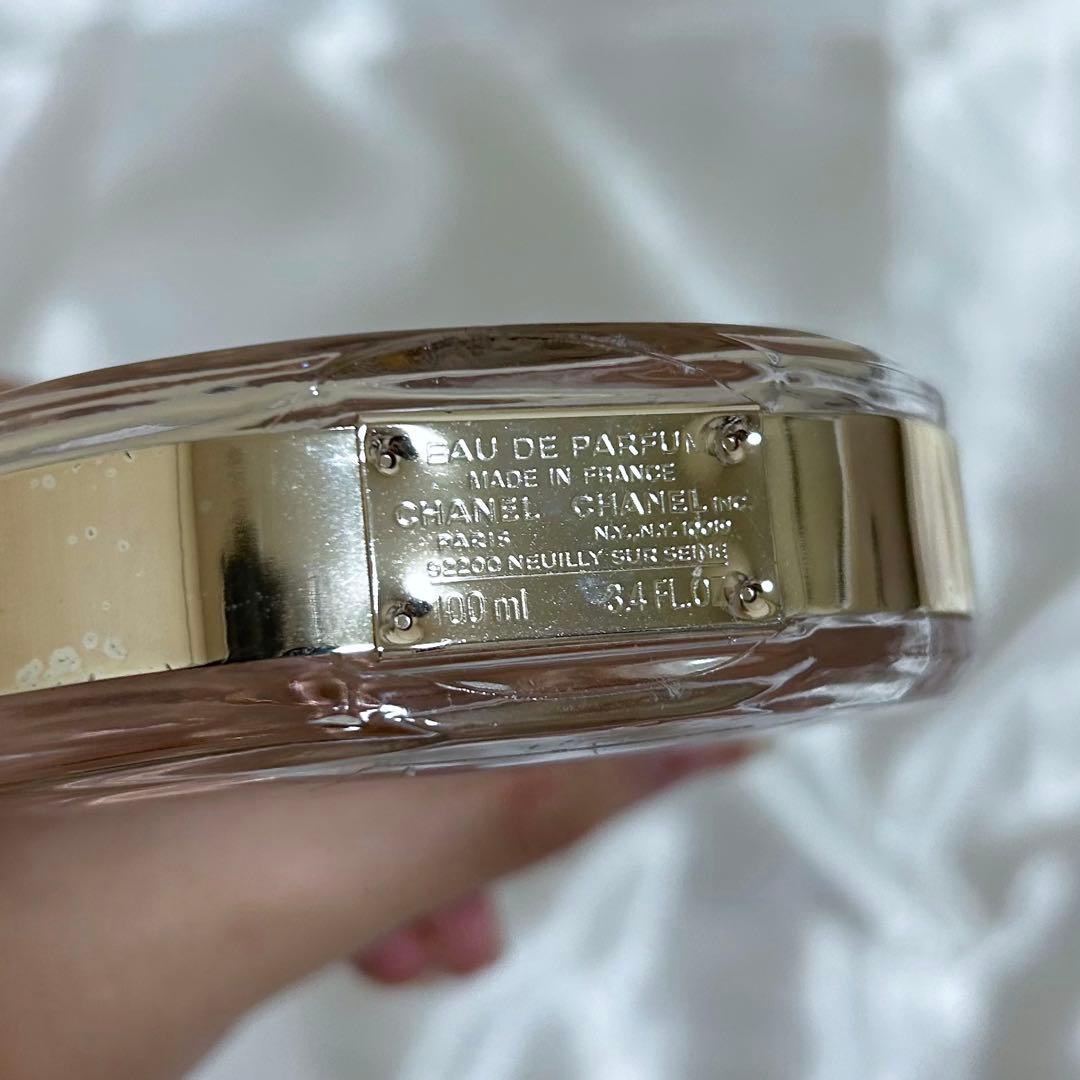 EAU DE PARFUM
MADE IN FRANCE
CHANEL CHANEL INC.
PARIS N.Y., N.Y.
92200 NEUILLY SUR SEINE
100 ml 3.4 FL.OZ